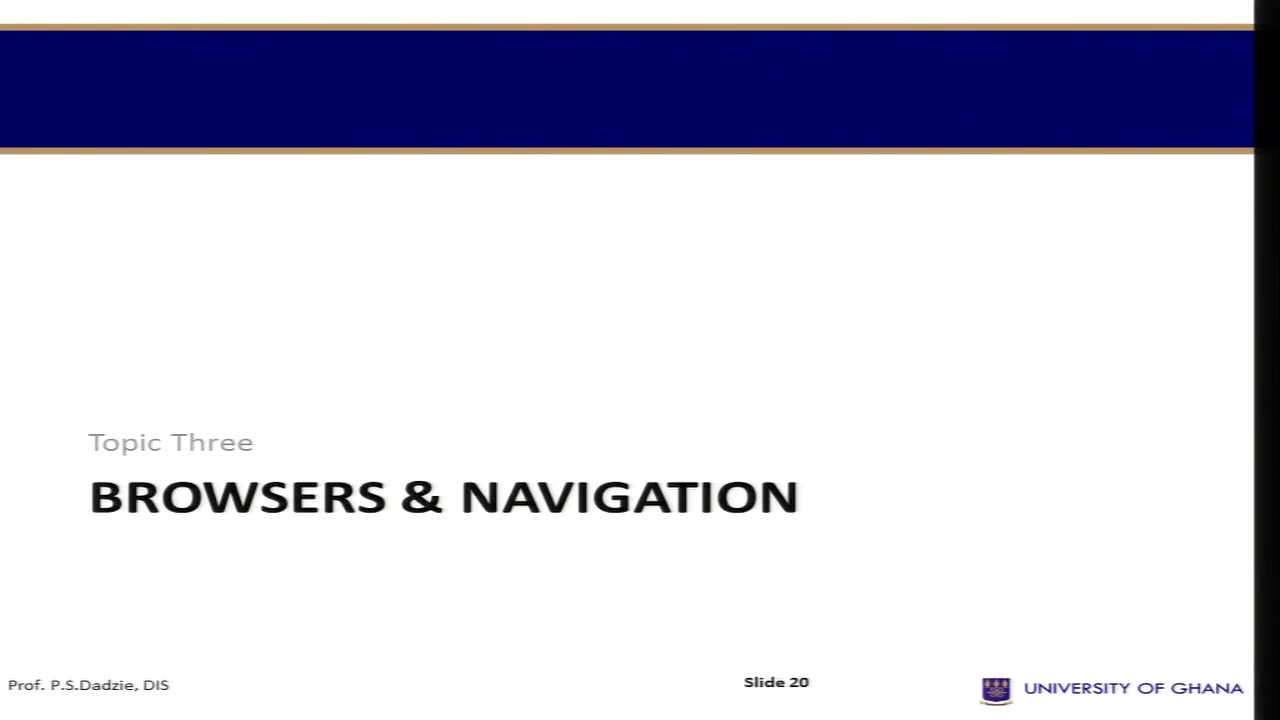 Topic Three
BROWSERS & NAVIGATION
Prof. P.S.Dadzie, DIS
Slide 20
UNIVERSITY OF GHANA